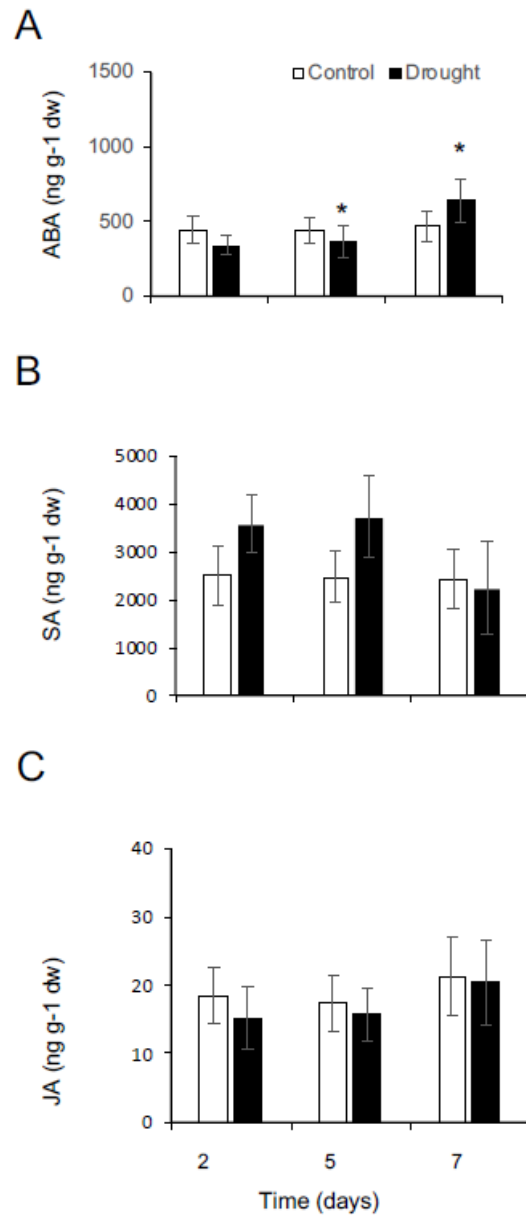 A
1500
Control Drought
1000
*
ABA (ng g-1 dw)
500
*
0
B
5000
4000
3000
SA (ng g-1 dw)
2000
1000
0
C
40
30
20
JA (ng g-1 dw)
10
0
2 5 7
Time (days)